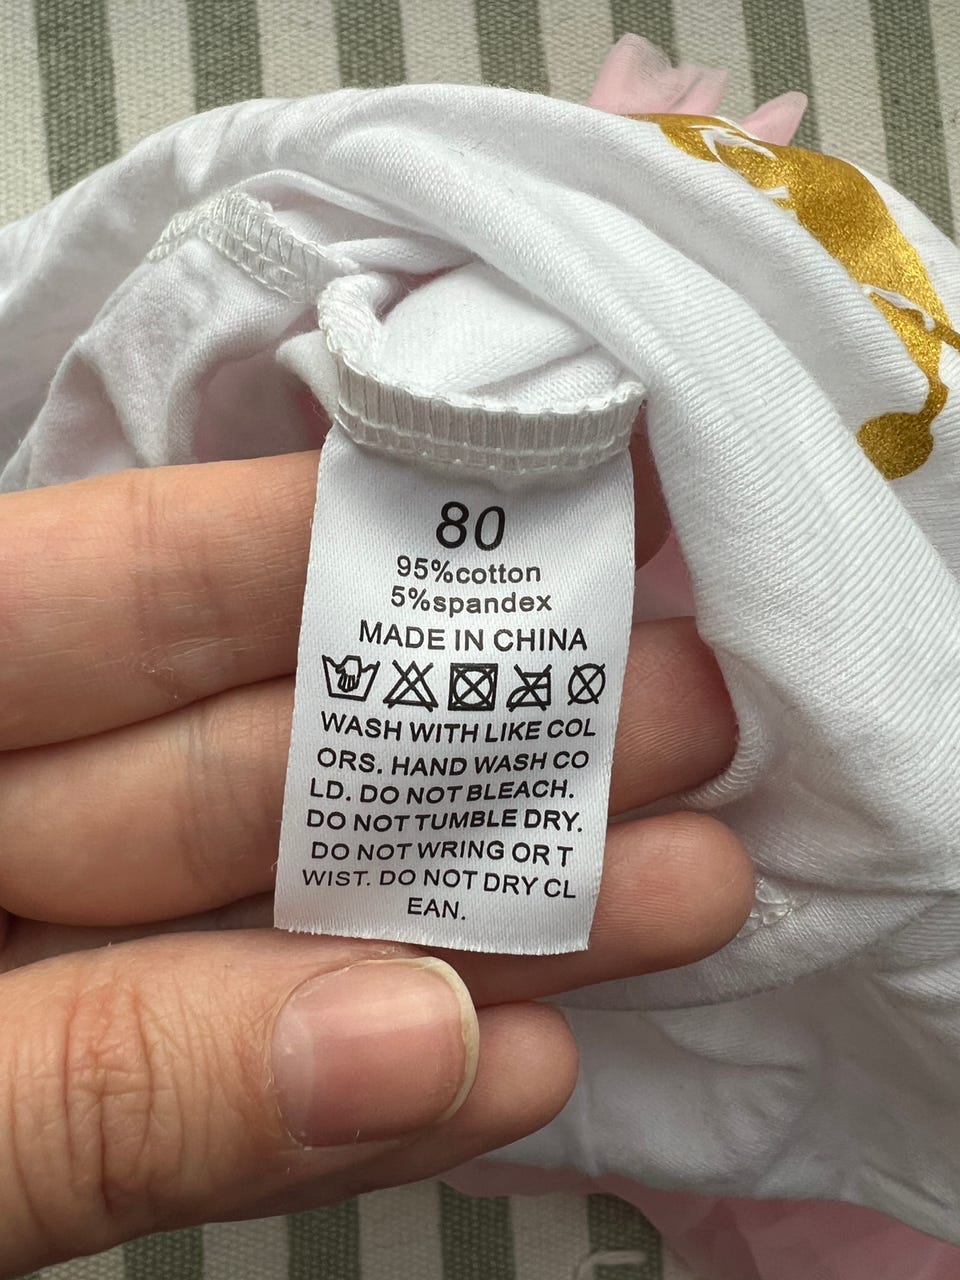 80
95%cotton
5%spandex
MADE IN CHINA
WASH WITH LIKE COL
ORS. HAND WASH CO
LD. DO NOT BLEACH.
DO NOT TUMBLE DRY.
DO NOT WRING OR T
WIST. DO NOT DRY CL
EAN.